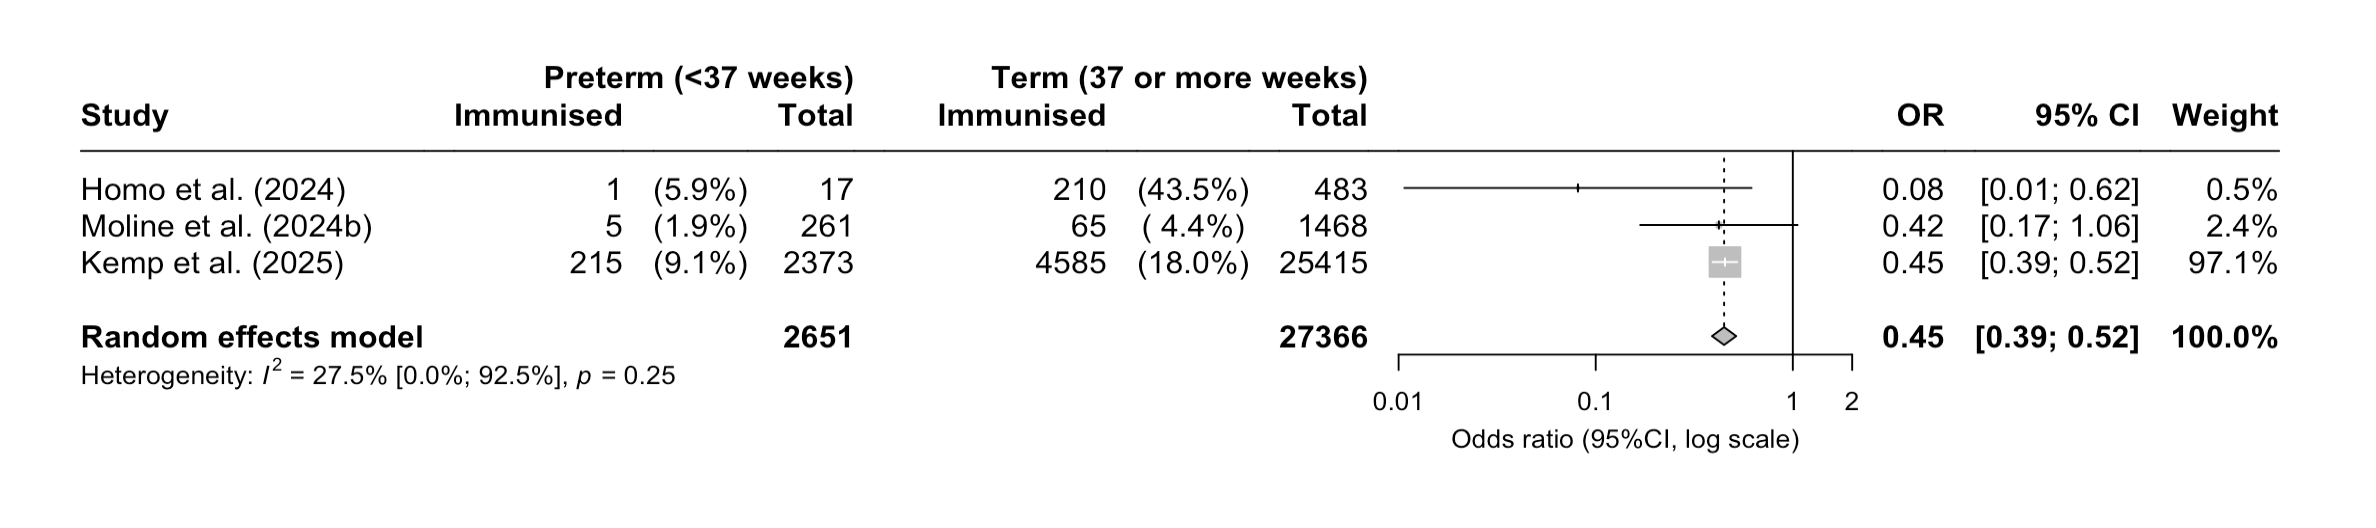 Preterm (<37 weeks) Term (37 or more weeks)
Study Immunised Total Immunised Total OR 95% CI Weight
Homo et al. (2024) 1 (5.9%) 17 210 (43.5%) 483 0.08 [0.01; 0.62] 0.5%
Moline et al. (2024b) 5 (1.9%) 261 65 ( 4.4%) 1468 0.42 [0.17; 1.06] 2.4%
Kemp et al. (2025) 215 (9.1%) 2373 4585 (18.0%) 25415 0.45 [0.39; 0.52] 97.1%
Random effects model 2651 27366 0.45 [0.39; 0.52] 100.0%
Heterogeneity: I² = 27.5% [0.0%; 92.5%], p = 0.25
0.01 0.1 1 2
Odds ratio (95%CI, log scale)